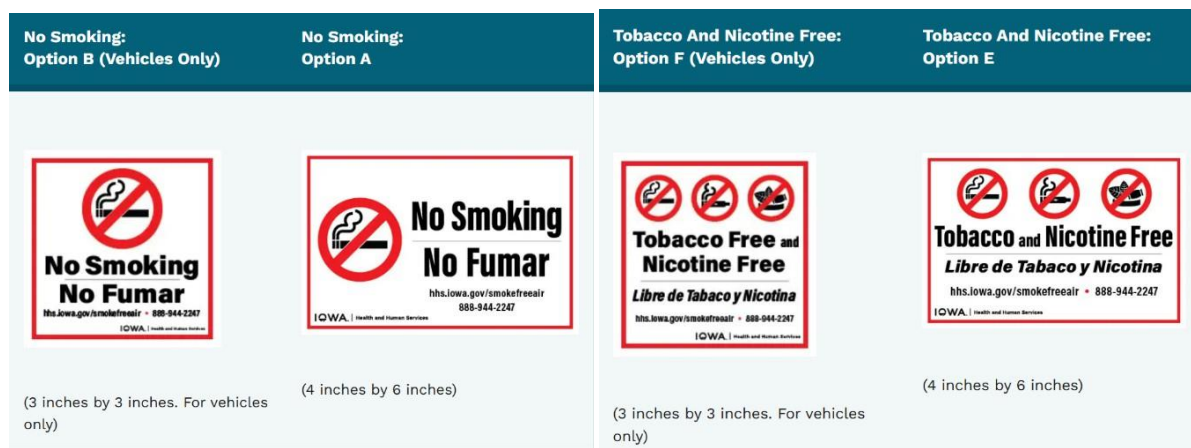 No Smoking:
Option B (Vehicles Only)
No Smoking:
Option A
Tobacco And Nicotine Free:
Option F (Vehicles Only)
Tobacco And Nicotine Free:
Option E
No Smoking
No Fumar
hhs.iowa.gov/smokefreeair • 888-944-2247
IOWA. | Health and Human Services
(3 inches by 3 inches. For vehicles
only)
No Smoking
No Fumar
hhs.iowa.gov/smokefreeair
888-944-2247
IOWA. | Health and Human Services
(4 inches by 6 inches)
Tobacco Free and
Nicotine Free
Libre de Tabaco y Nicotina
hhs.iowa.gov/smokefreeair • 888-944-2247
IOWA. | Health and Human Services
(3 inches by 3 inches. For vehicles
only)
Tobacco and Nicotine Free
Libre de Tabaco y Nicotina
hhs.iowa.gov/smokefreeair • 888-944-2247
IOWA. | Health and Human Services
(4 inches by 6 inches)